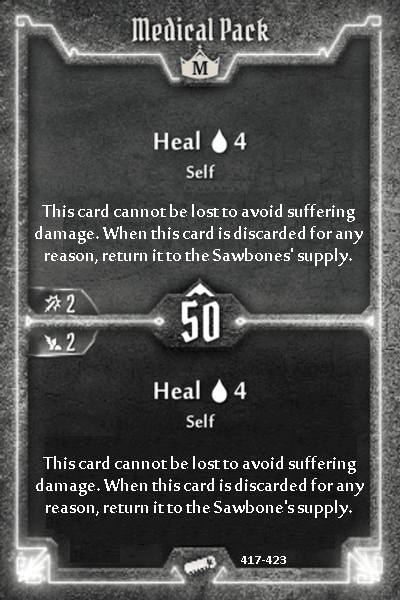 Medical Pack
M
Heal 4
Self
This card cannot be lost to avoid suffering
damage. When this card is discarded for any
reason, return it to the Sawbones' supply.
2
50
2
Heal 4
Self
This card cannot be lost to avoid suffering
damage. When this card is discarded for any
reason, return it to the Sawbone's supply.
417-423